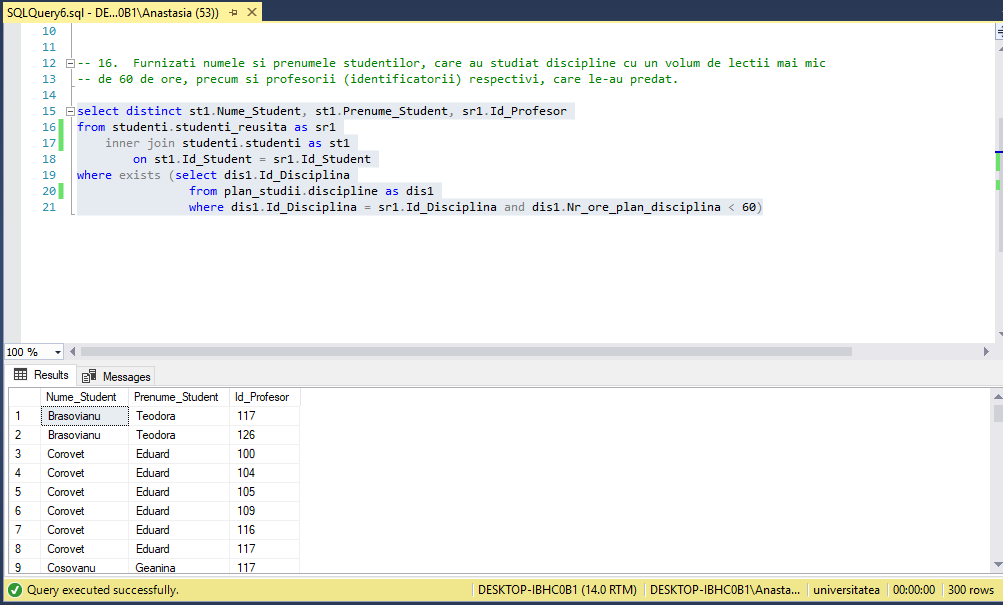 SQLQuery6.sql - DE...0B1\Anastasia (53))
10
11
12 -- 16.  Furnizati numele si prenumele studentilor, care au studiat discipline cu un volum de lectii mai mic
13 -- de 60 de ore, precum si profesorii (identificatorii) respectivi, care le-au predat.
14
15 select distinct st1.Nume_Student, st1.Prenume_Student, sr1.Id_Profesor
16 from studenti.studenti_reusita as sr1
17 inner join studenti.studenti as st1
18 on st1.Id_Student = sr1.Id_Student
19 where exists (select dis1.Id_Disciplina
20 from plan_studii.discipline as dis1
21 where dis1.Id_Disciplina = sr1.Id_Disciplina and dis1.Nr_ore_plan_disciplina < 60)
100 %
Results Messages
Nume_Student Prenume_Student Id_Profesor
1 Brasovianu Teodora 117
2 Brasovianu Teodora 126
3 Corovet Eduard 100
4 Corovet Eduard 104
5 Corovet Eduard 105
6 Corovet Eduard 109
7 Corovet Eduard 116
8 Corovet Eduard 117
9 Cosovanu Geanina 117
Query executed successfully. DESKTOP-IBHC0B1 (14.0 RTM) DESKTOP-IBHC0B1\Anasta... universitatea 00:00:00 300 rows